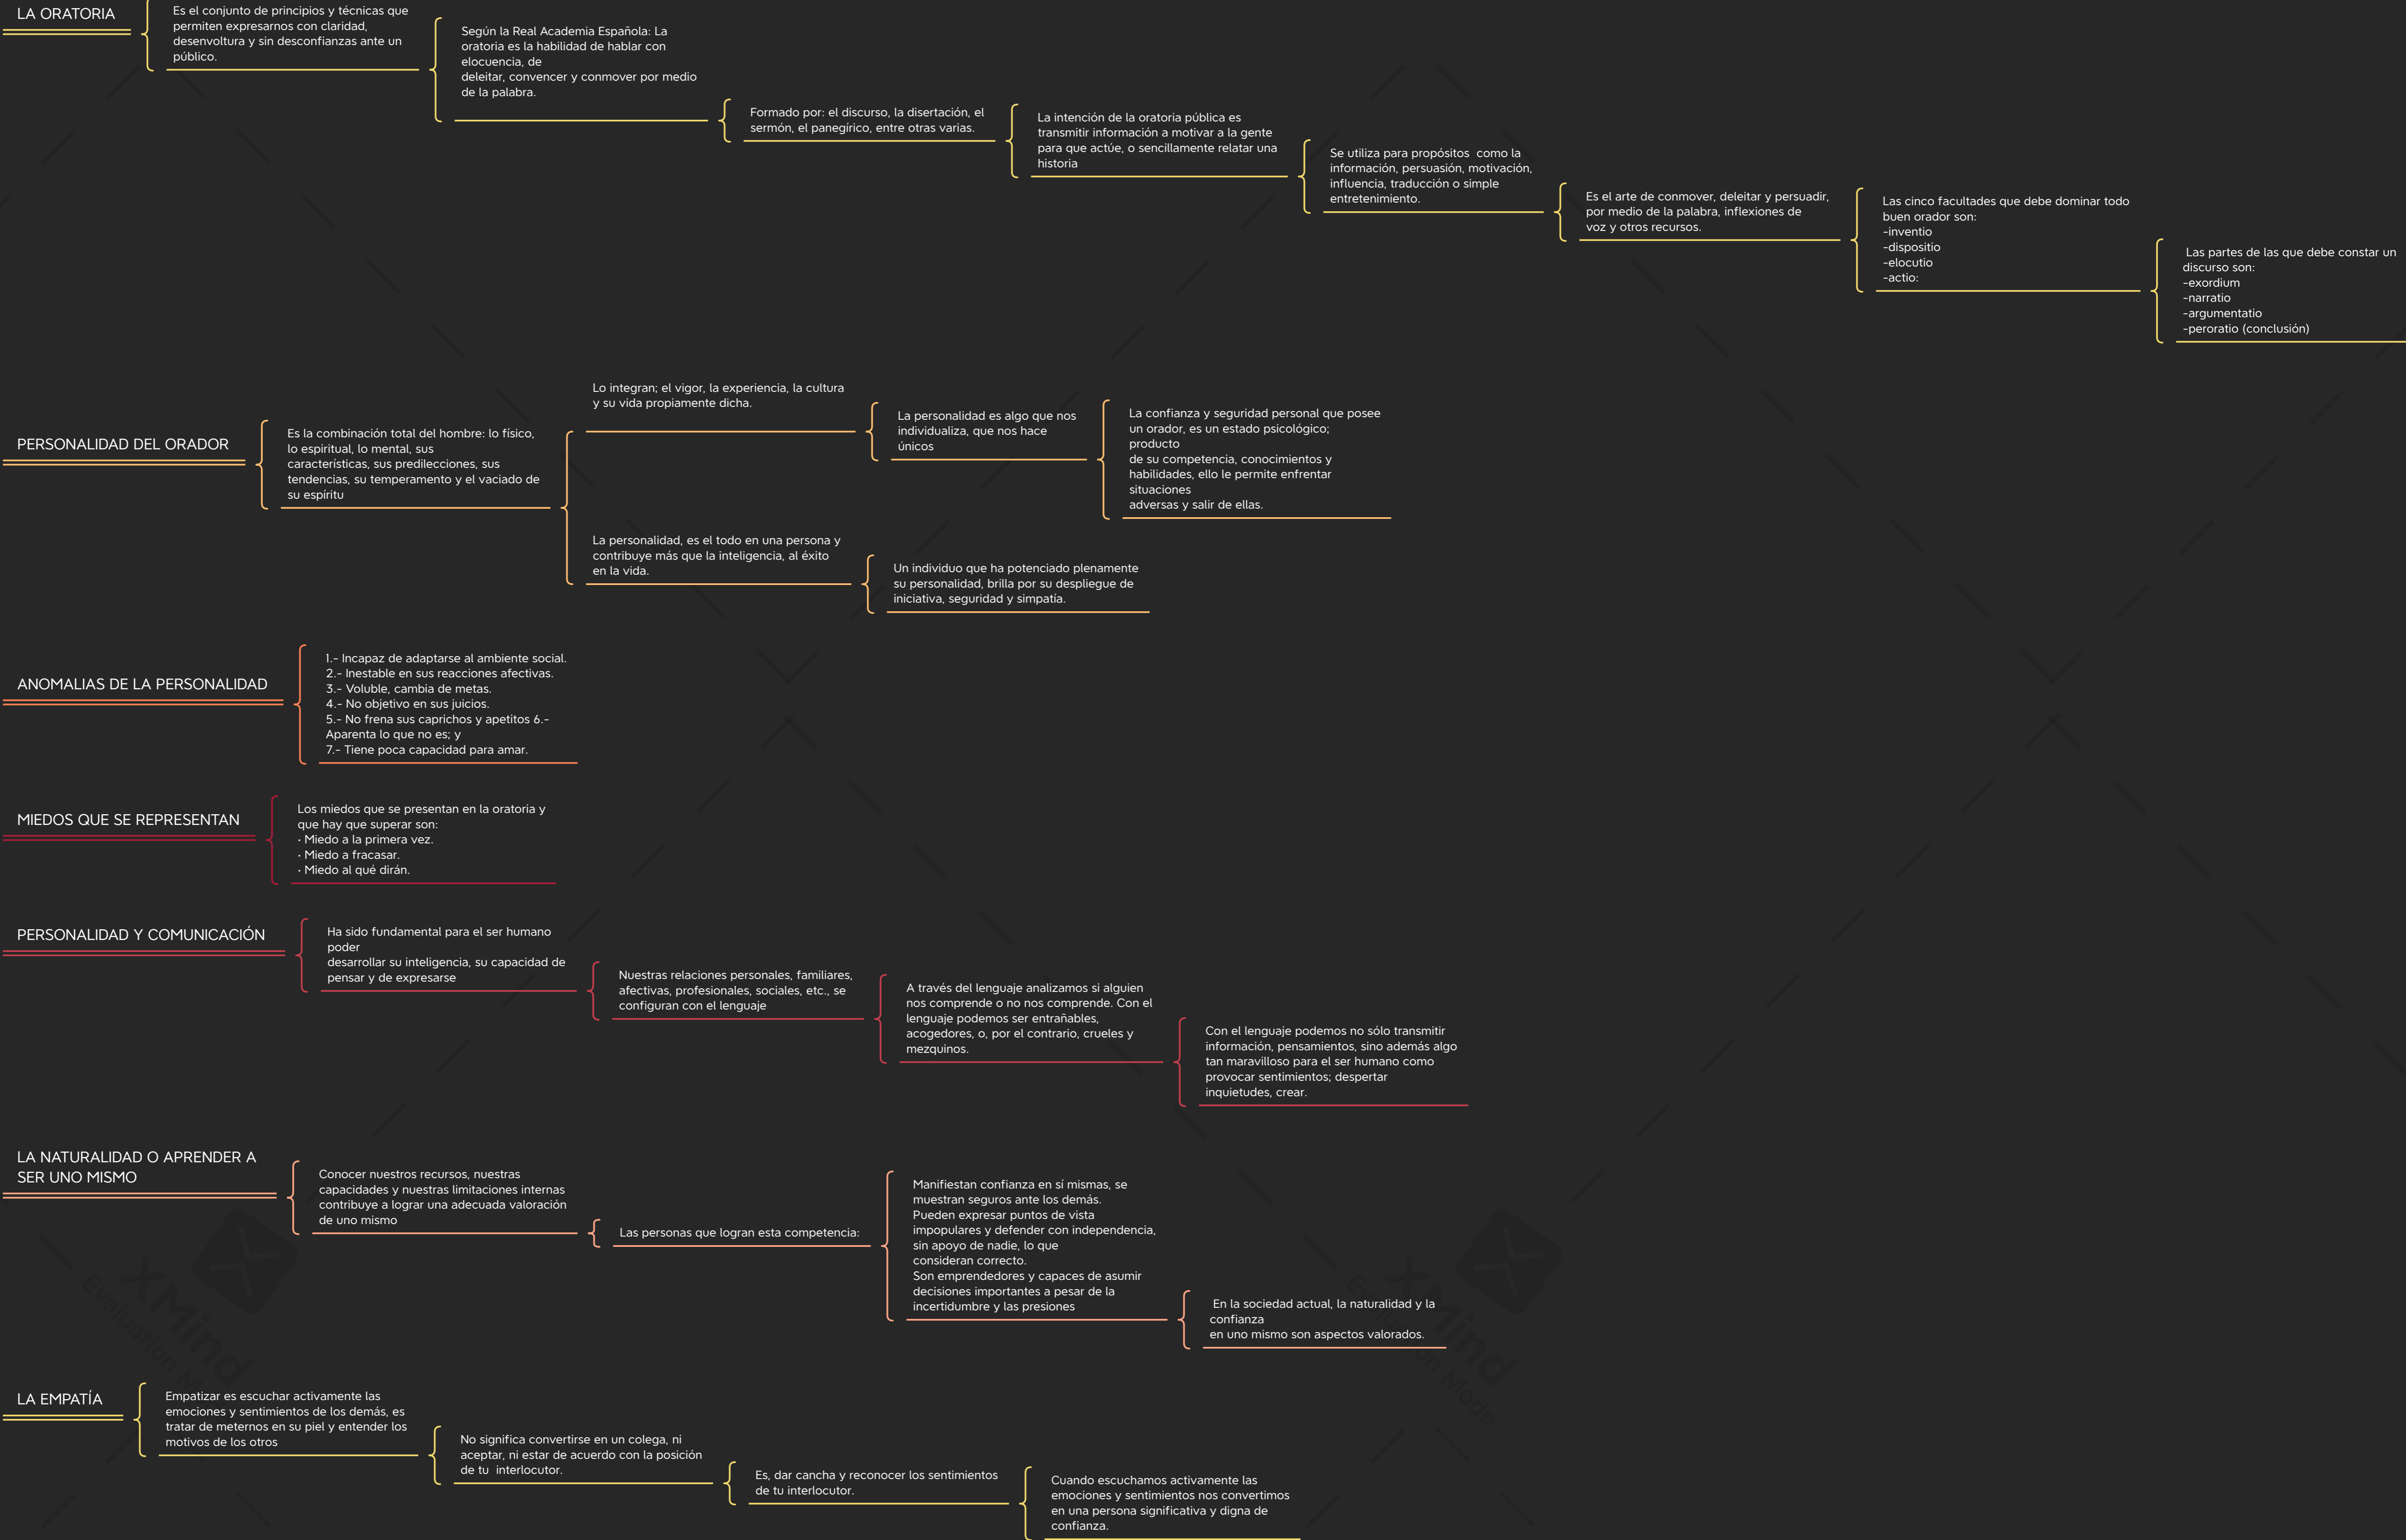 LA ORATORIA
Es el conjunto de principios y técnicas que
permiten expresarnos con claridad,
desenvoltura y sin desconfianzas ante un
público.
Según la Real Academia Española: La
oratoria es la habilidad de hablar con
elocuencia, de
deleitar, convencer y conmover por medio
de la palabra.
Formado por: el discurso, la disertación, el
sermón, el panegírico, entre otras varias.
La intención de la oratoria pública es
transmitir información a motivar a la gente
para que actúe, o sencillamente relatar una
historia
Se utiliza para propósitos como la
información, persuasión, motivación,
influencia, traducción o simple
entretenimiento.
Es el arte de conmover, deleitar y persuadir,
por medio de la palabra, inflexiones de
voz y otros recursos.
Las cinco facultades que debe dominar todo
buen orador son:
-inventio
-dispositio
-elocutio
-actio:
Las partes de las que debe constar un
discurso son:
-exordium
-narratio
-argumentatio
-peroratio (conclusión)
PERSONALIDAD DEL ORADOR
Es la combinación total del hombre: lo físico,
lo espiritual, lo mental, sus
características, sus predilecciones, sus
tendencias, su temperamento y el vaciado de
su espíritu
Lo integran; el vigor, la experiencia, la cultura
y su vida propiamente dicha.
La personalidad es algo que nos
individualiza, que nos hace
únicos
La confianza y seguridad personal que posee
un orador, es un estado psicológico;
producto
de su competencia, conocimientos y
habilidades, ello le permite enfrentar
situaciones
adversas y salir de ellas.
La personalidad, es el todo en una persona y
contribuye más que la inteligencia, al éxito
en la vida.
Un individuo que ha potenciado plenamente
su personalidad, brilla por su despliegue de
iniciativa, seguridad y simpatía.
ANOMALIAS DE LA PERSONALIDAD
1.- Incapaz de adaptarse al ambiente social.
2.- Inestable en sus reacciones afectivas.
3.- Voluble, cambia de metas.
4.- No objetivo en sus juicios.
5.- No frena sus caprichos y apetitos 6.-
Aparenta lo que no es; y
7.- Tiene poca capacidad para amar.
MIEDOS QUE SE REPRESENTAN
Los miedos que se presentan en la oratoria y
que hay que superar son:
· Miedo a la primera vez.
· Miedo a fracasar.
· Miedo al qué dirán.
PERSONALIDAD Y COMUNICACIÓN
Ha sido fundamental para el ser humano
poder
desarrollar su inteligencia, su capacidad de
pensar y de expresarse
Nuestras relaciones personales, familiares,
afectivas, profesionales, sociales, etc., se
configuran con el lenguaje
A través del lenguaje analizamos si alguien
nos comprende o no nos comprende. Con el
lenguaje podemos ser entrañables,
acogedores, o, por el contrario, crueles y
mezquinos.
Con el lenguaje podemos no sólo transmitir
información, pensamientos, sino además algo
tan maravilloso para el ser humano como
provocar sentimientos; despertar
inquietudes, crear.
LA NATURALIDAD O APRENDER A
SER UNO MISMO
Conocer nuestros recursos, nuestras
capacidades y nuestras limitaciones internas
contribuye a lograr una adecuada valoración
de uno mismo
Las personas que logran esta competencia:
Manifiestan confianza en sí mismas, se
muestran seguros ante los demás.
Pueden expresar puntos de vista
impopulares y defender con independencia,
sin apoyo de nadie, lo que
consideran correcto.
Son emprendedores y capaces de asumir
decisiones importantes a pesar de la
incertidumbre y las presiones
En la sociedad actual, la naturalidad y la
confianza
en uno mismo son aspectos valorados.
LA EMPATÍA
Empatizar es escuchar activamente las
emociones y sentimientos de los demás, es
tratar de meternos en su piel y entender los
motivos de los otros
No significa convertirse en un colega, ni
aceptar, ni estar de acuerdo con la posición
de tu interlocutor.
Es, dar cancha y reconocer los sentimientos
de tu interlocutor.
Cuando escuchamos activamente las
emociones y sentimientos nos convertimos
en una persona significativa y digna de
confianza.
XMind
Evaluation M
XMind
Evaluation Mode